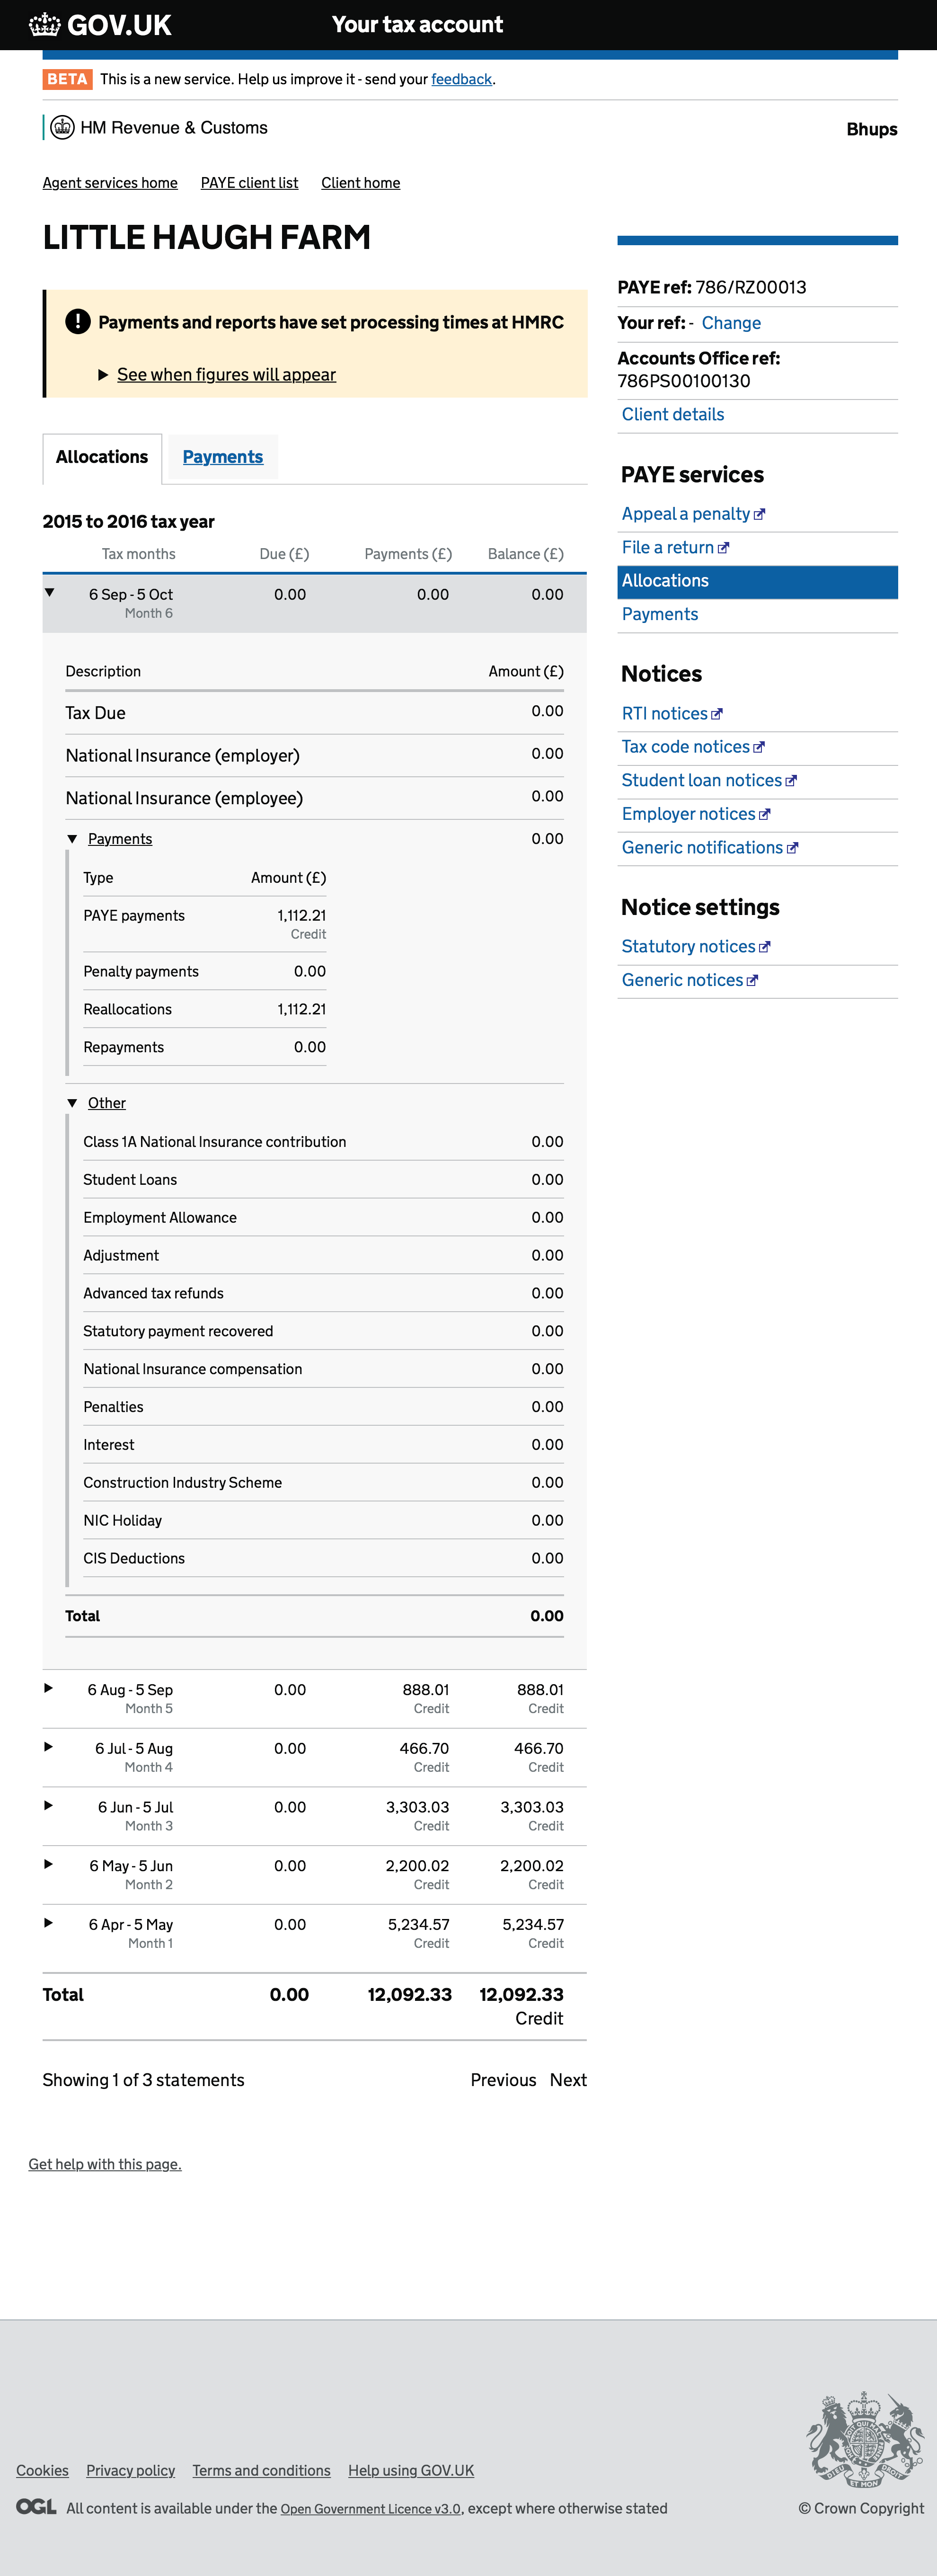 GOV.UK Your tax account
BETA This is a new service. Help us improve it - send your feedback.
HM Revenue & Customs Bhups
Agent services home PAYE client list Client home
LITTLE HAUGH FARM
! Payments and reports have set processing times at HMRC
See when figures will appear
Allocations Payments
2015 to 2016 tax year
Tax months Due (£) Payments (£) Balance (£)
6 Sep - 5 Oct 0.00 0.00 0.00
Month 6
Description Amount (£)
Tax Due 0.00
National Insurance (employer) 0.00
National Insurance (employee) 0.00
Payments 0.00
Type Amount (£)
PAYE payments 1,112.21
Credit
Penalty payments 0.00
Reallocations 1,112.21
Repayments 0.00
Other
Class 1A National Insurance contribution 0.00
Student Loans 0.00
Employment Allowance 0.00
Adjustment 0.00
Advanced tax refunds 0.00
Statutory payment recovered 0.00
National Insurance compensation 0.00
Penalties 0.00
Interest 0.00
Construction Industry Scheme 0.00
NIC Holiday 0.00
CIS Deductions 0.00
Total 0.00
6 Aug - 5 Sep 0.00 888.01 888.01
Month 5 Credit Credit
6 Jul - 5 Aug 0.00 466.70 466.70
Month 4 Credit Credit
6 Jun - 5 Jul 0.00 3,303.03 3,303.03
Month 3 Credit Credit
6 May - 5 Jun 0.00 2,200.02 2,200.02
Month 2 Credit Credit
6 Apr - 5 May 0.00 5,234.57 5,234.57
Month 1 Credit Credit
Total 0.00 12,092.33 12,092.33
Credit
Showing 1 of 3 statements Previous Next
PAYE ref: 786/RZ00013
Your ref: - Change
Accounts Office ref:
786PS00100130
Client details
PAYE services
Appeal a penalty
File a return
Allocations
Payments
Notices
RTI notices
Tax code notices
Student loan notices
Employer notices
Generic notifications
Notice settings
Statutory notices
Generic notices
Get help with this page.
Cookies Privacy policy Terms and conditions Help using GOV.UK
OGL All content is available under the Open Government Licence v3.0, except where otherwise stated
© Crown Copyright